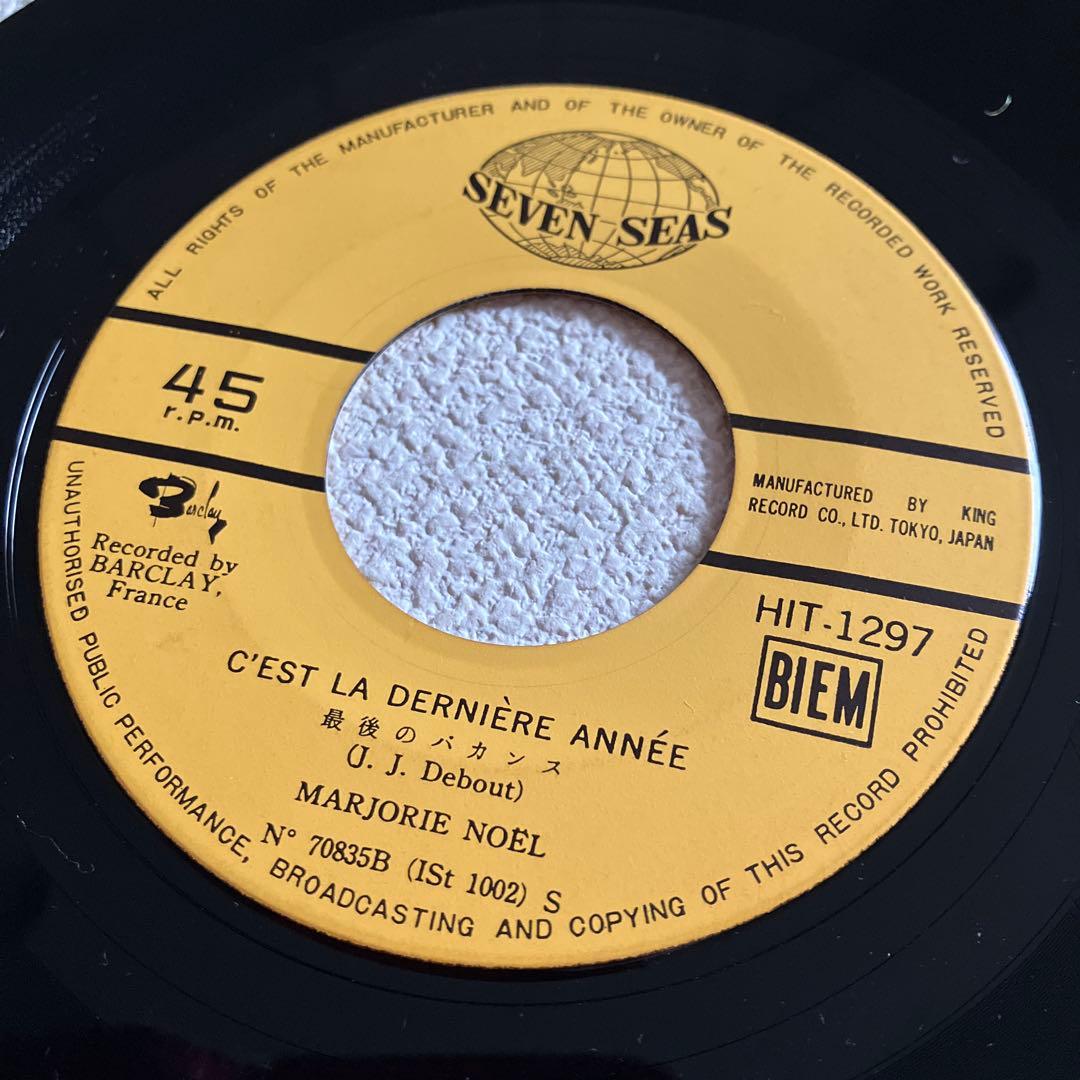 ALL RIGHTS OF THE MANUFACTURER AND OF THE OWNER OF THE RECORDED WORK RESERVED
SEVEN SEAS
45
r.p.m.
MANUFACTURED BY KING
RECORD CO., LTD. TOKYO, JAPAN
Barclay
Recorded by
BARCLAY,
France
HIT-1297
BIEM
C'EST LA DERNIÈRE ANNÉE
最後のバカンス
(J. J. Debout)
MARJORIE NOËL
N° 70835B (ISt 1002) S
UNAUTHORISED PUBLIC PERFORMANCE, BROADCASTING AND COPYING OF THIS RECORD PROHIBITED